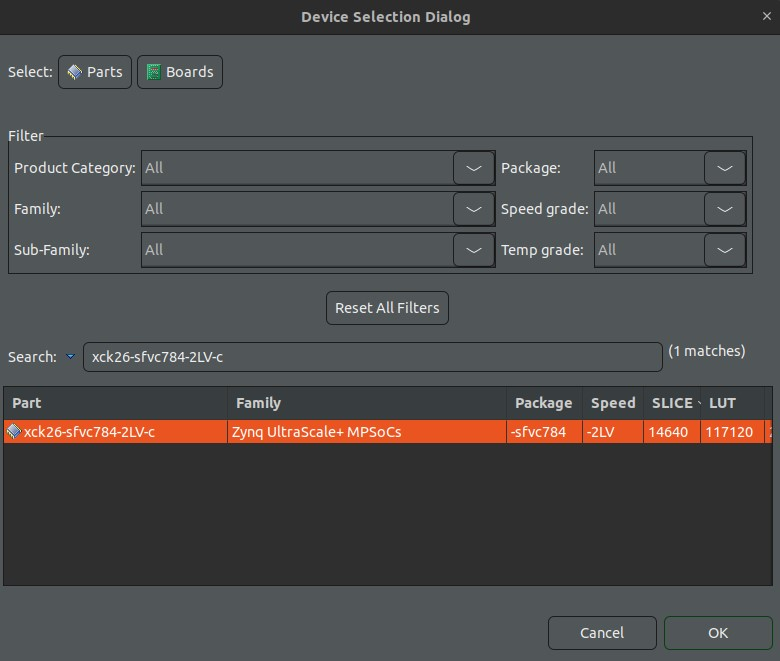 Device Selection Dialog
Select: Parts Boards
Filter
Product Category: All Package: All
Family: All Speed grade: All
Sub-Family: All Temp grade: All
Reset All Filters
Search: xck26-sfvc784-2LV-c (1 matches)
Part Family Package Speed SLICE LUT
xck26-sfvc784-2LV-c Zynq UltraScale+ MPSoCs -sfvc784 -2LV 14640 117120
Cancel OK